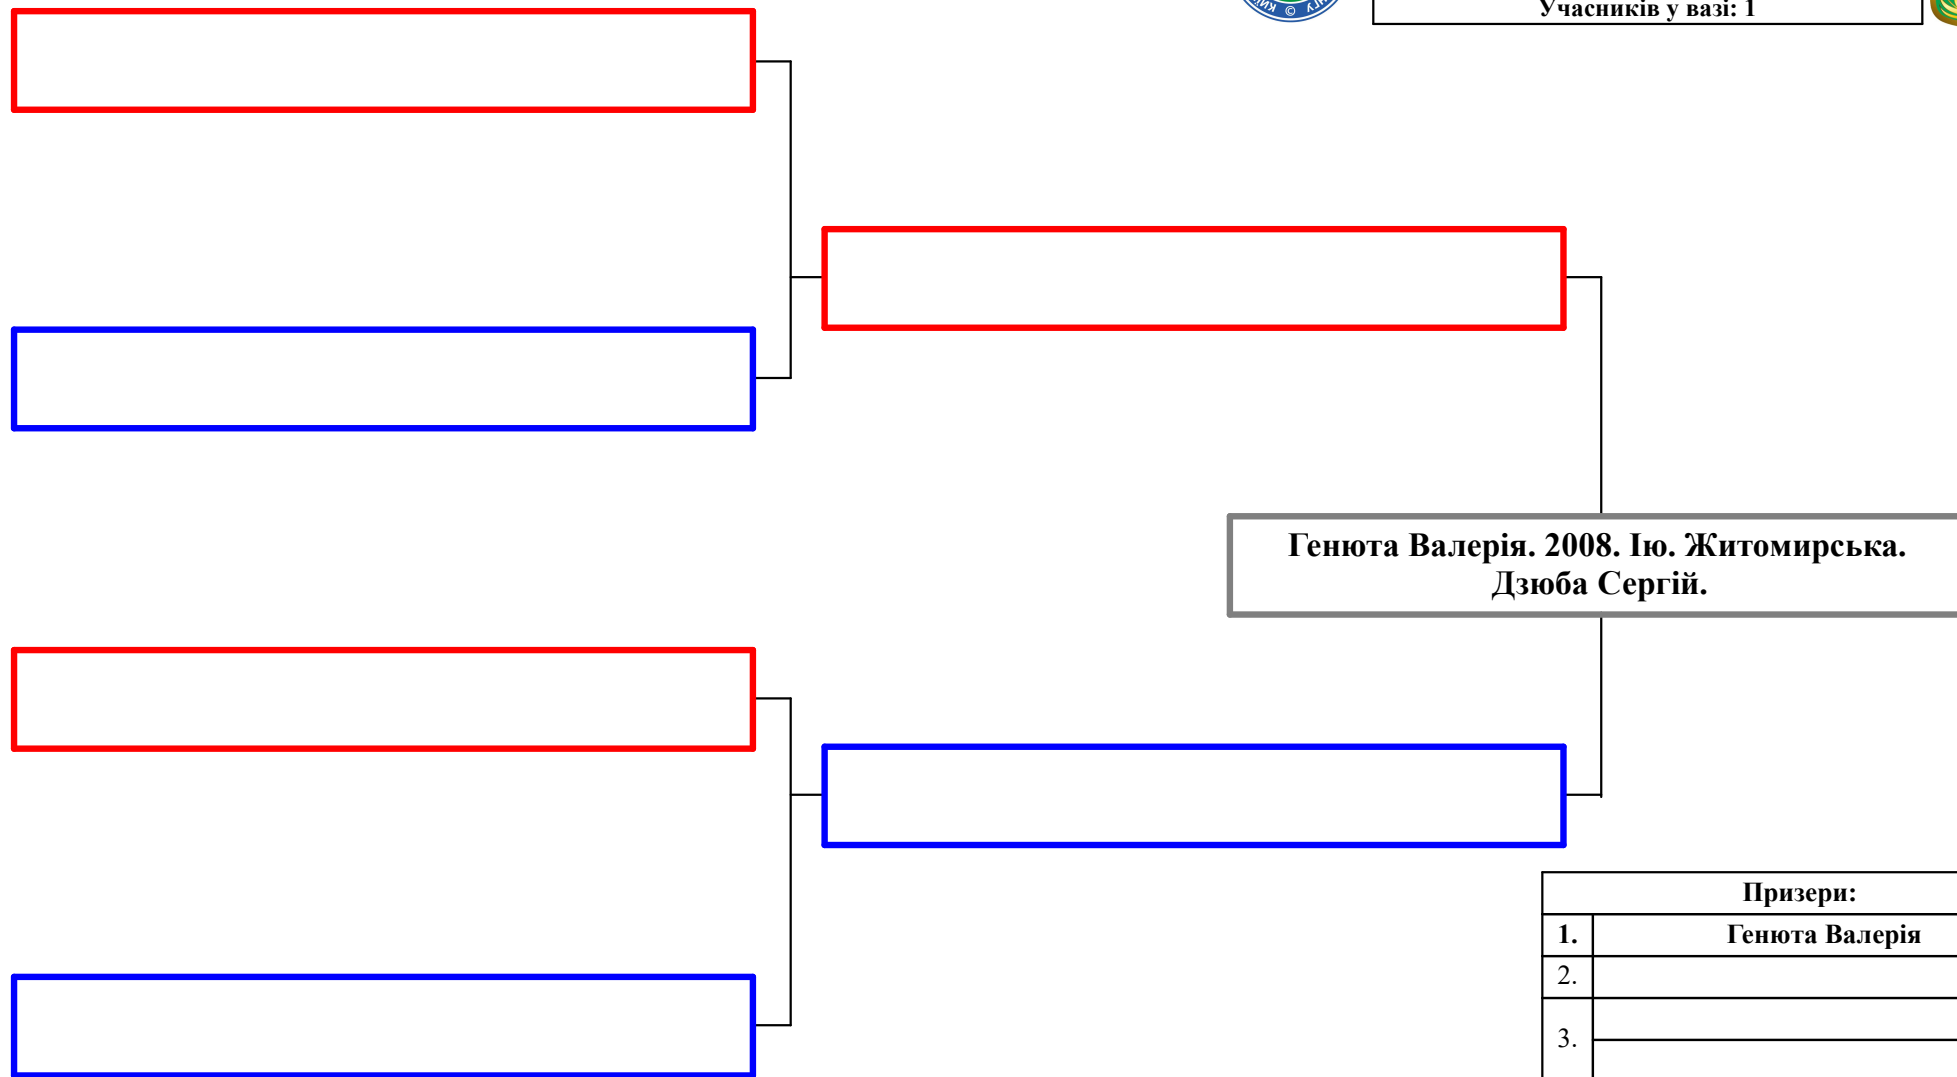 Учасників у вазі: 1
Генюта Валерія. 2008. Ію. Житомирська.
Дзюба Сергій.
Призери:
1. Генюта Валерія
2.
3.